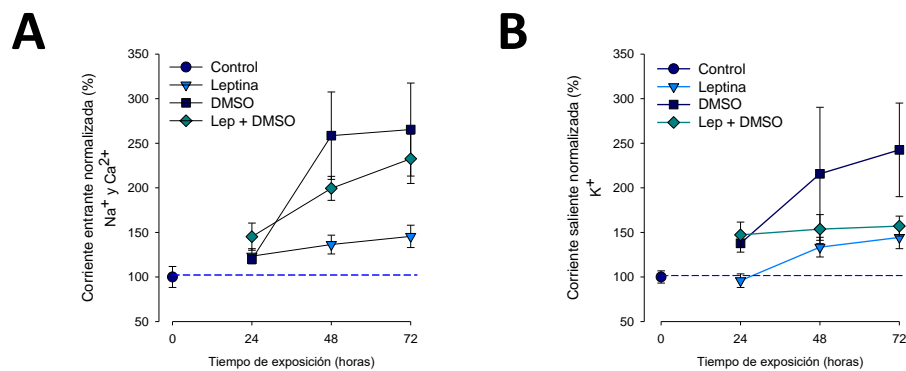 A
Corriente entrante normalizada (%)
Na⁺ y Ca²⁺
350
300
250
200
150
100
50
Control
Leptina
DMSO
Lep + DMSO
0 24 48 72
Tiempo de exposición (horas)
B
Corriente saliente normalizada (%)
K⁺
350
300
250
200
150
100
50
Control
Leptina
DMSO
Lep + DMSO
0 24 48 72
Tiempo de exposición (horas)